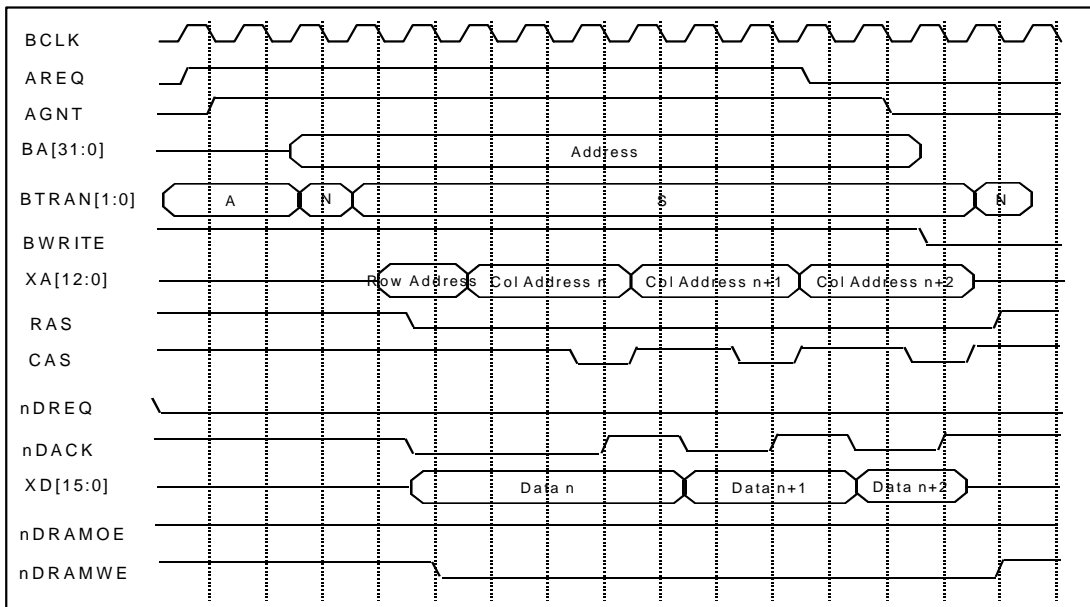 BCLK
AREQ
AGNT
BA[31:0] Address
BTRAN[1:0] A N S N
BWRITE
XA[12:0] Row Address Col Address n Col Address n+1 Col Address n+2
RAS
CAS
nDREQ
nDACK
XD[15:0] Data n Data n+1 Data n+2
nDRAMOE
nDRAMWE